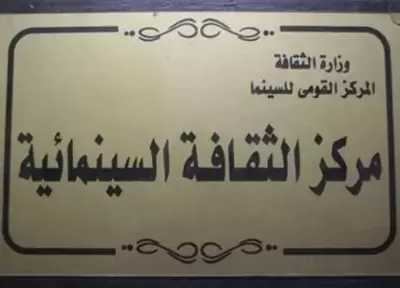 وزارة الثقافة
المركز القومى للسينما
مركز الثقافة السينمائية